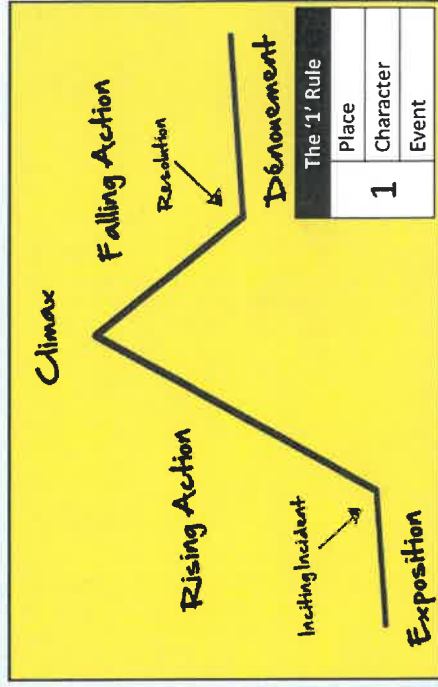 Climax
Rising Action
Falling Action
Resolution
Inciting Incident
Exposition
Dénouement
The '1' Rule
1
Place
Character
Event